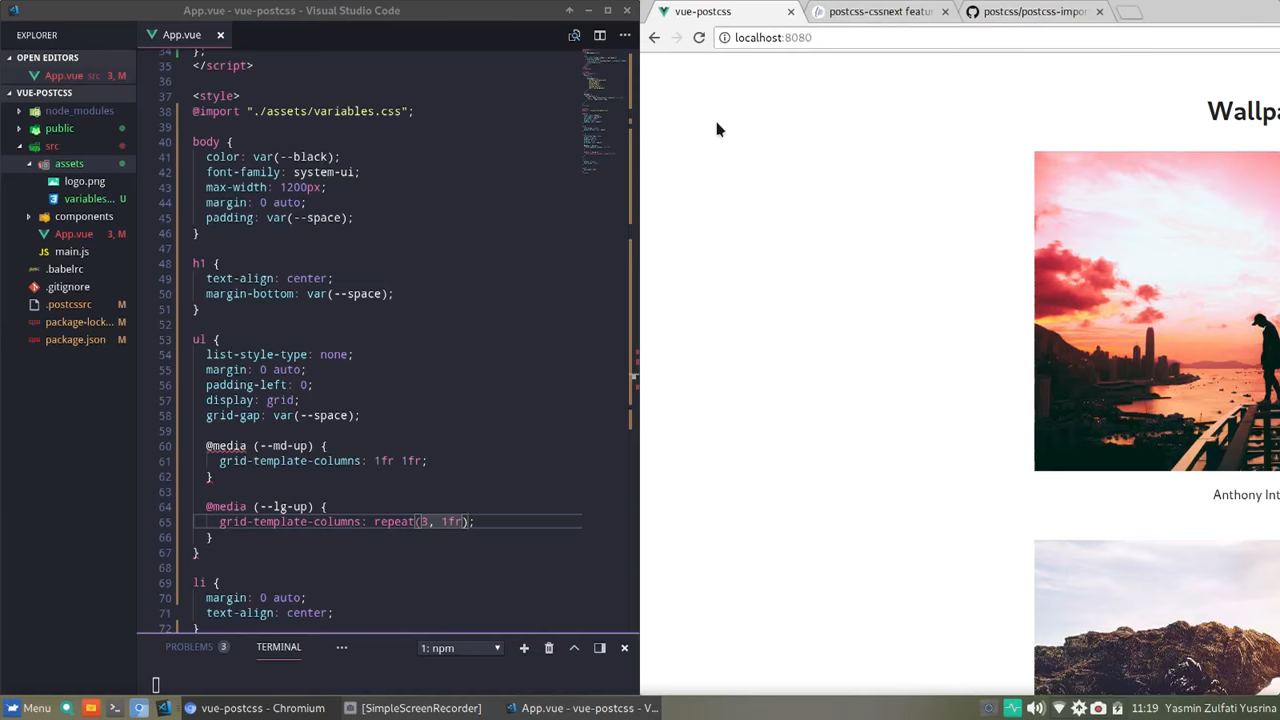 App.vue - vue-postcss - Visual Studio Code
EXPLORER
OPEN EDITORS
App.vue src 3, M
VUE-POSTCSS
node_modules
public
src
assets
logo.png
variables... U
components
App.vue 3, M
JS main.js
.babelrc
.gitignore
.postcssrc M
package-lock... M
package.json M
App.vue
34 };
35 </script>
36
37 <style>
38 @import "./assets/variables.css";
39
40 body {
41 color: var(--black);
42 font-family: system-ui;
43 max-width: 1200px;
44 margin: 0 auto;
45 padding: var(--space);
46 }
47
48 h1 {
49 text-align: center;
50 margin-bottom: var(--space);
51 }
52
53 ul {
54 list-style-type: none;
55 margin: 0 auto;
56 padding-left: 0;
57 display: grid;
58 grid-gap: var(--space);
59
60 @media (--md-up) {
61 grid-template-columns: 1fr 1fr;
62 }
63
64 @media (--lg-up) {
65 grid-template-columns: repeat(3, 1fr);
66 }
67 }
68
69 li {
70 margin: 0 auto;
71 text-align: center;
72 }
PROBLEMS 3 TERMINAL ... 1: npm
vue-postcss
postcss-cssnext featu
postcss/postcss-impo
localhost:8080
Wallpa
Anthony Int
Menu
vue-postcss - Chromium
[SimpleScreenRecorder]
App.vue - vue-postcss - V...
11:19 Yasmin Zulfati Yusrina